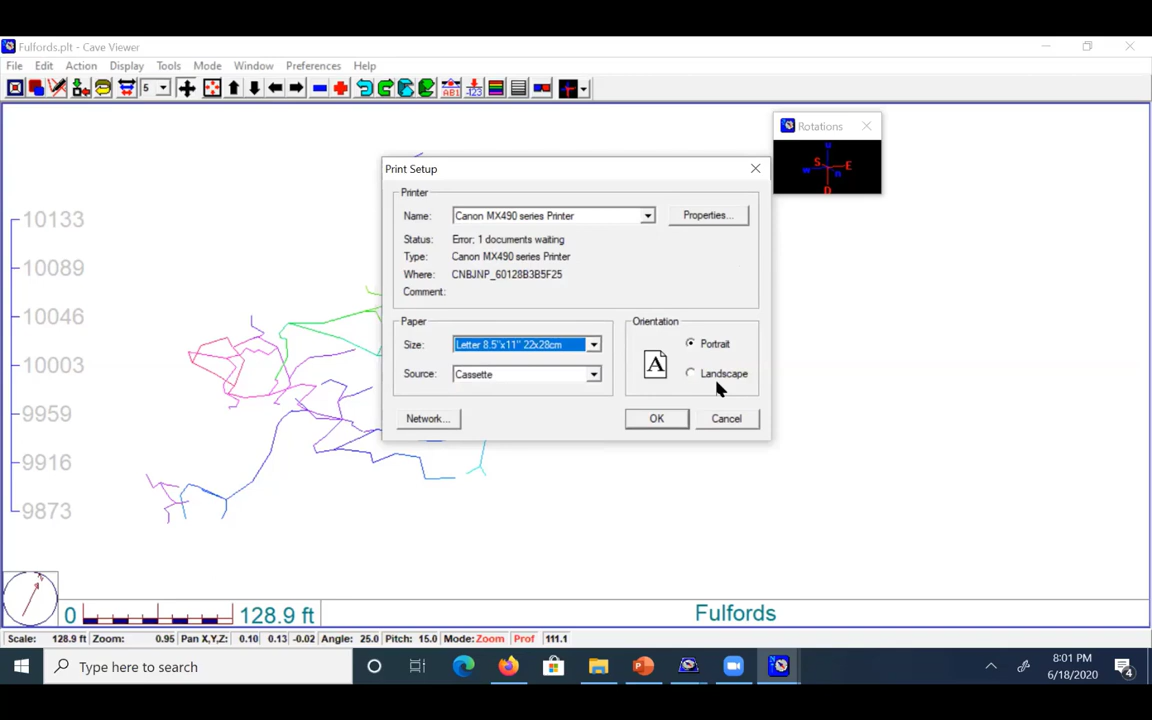 Fulfords.plt - Cave Viewer
File Edit Action Display Tools Mode Window Preferences Help
5
AB1
-123
Rotations
U
S E
W n
D
Print Setup
Printer
Name: Canon MX490 series Printer Properties...
Status: Error; 1 documents waiting
Type: Canon MX490 series Printer
Where: CNBJNP_60128B3B5F25
Comment:
Paper
Size: Letter 8.5"x11" 22x28cm
Source: Cassette
Orientation
A
Portrait
Landscape
Network... OK Cancel
10133
10089
10046
10003
9959
9916
9873
0 128.9 ft Fulfords
Scale: 128.9 ft Zoom: 0.95 Pan X,Y,Z: 0.10 0.13 -0.02 Angle: 25.0 Pitch: 15.0 Mode: Zoom Prof 111.1
Type here to search
8:01 PM
6/18/2020
4